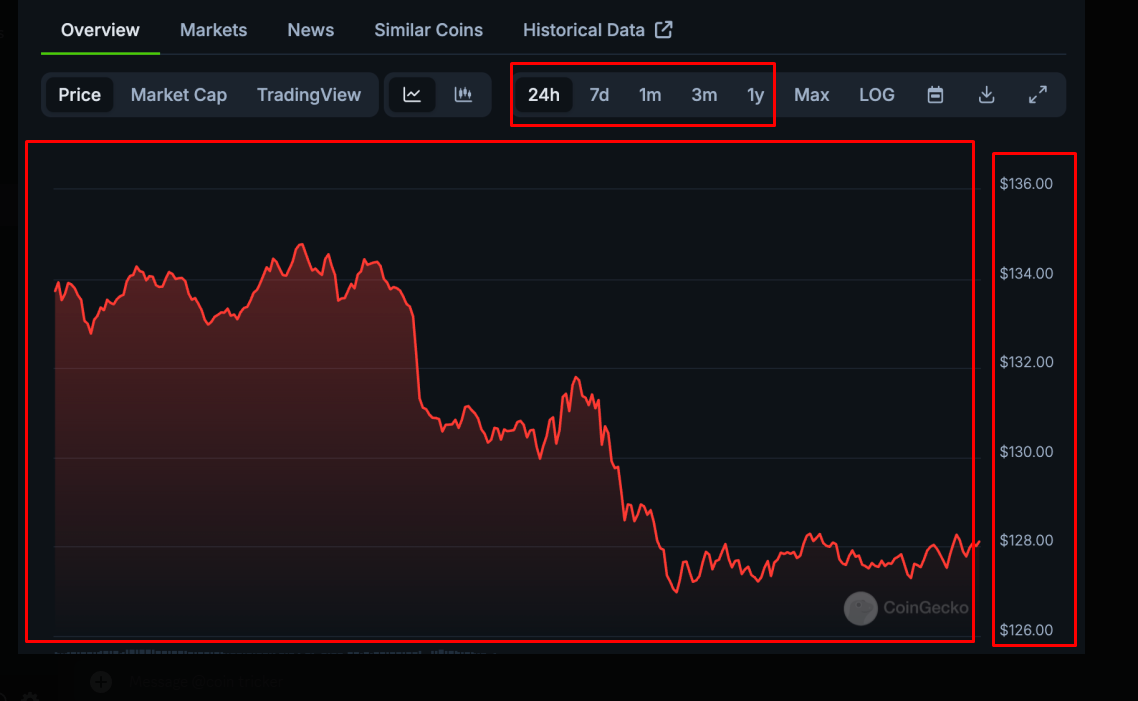 Overview Markets News Similar Coins Historical Data
Price Market Cap TradingView 24h 7d 1m 3m 1y Max LOG
$136.00
$134.00
$132.00
$130.00
$128.00
CoinGecko
$126.00